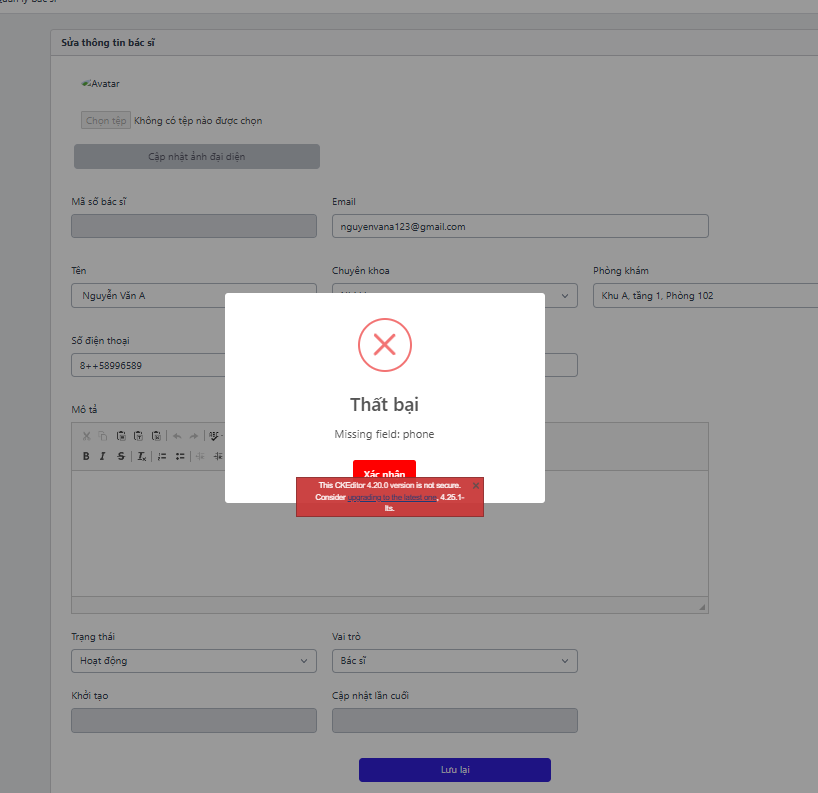 Sửa thông tin bác sĩ
Avatar
Chọn tệp Không có tệp nào được chọn
Cập nhật ảnh đại diện
Mã số bác sĩ
Email
nguyenvana123@gmail.com
Tên
Chuyên khoa
Phòng khám
Nguyễn Văn A
Khu A, tầng 1, Phòng 102
Số điện thoại
8++58996589
Thất bại
Missing field: phone
Xác nhận
This CKEditor 4.20.0 version is not secure.
Consider upgrading to the latest one, 4.25.1-
lts.
Mô tả
B I S Tx
Trạng thái
Vai trò
Hoạt động
Bác sĩ
Khởi tạo
Cập nhật lần cuối
Lưu lại